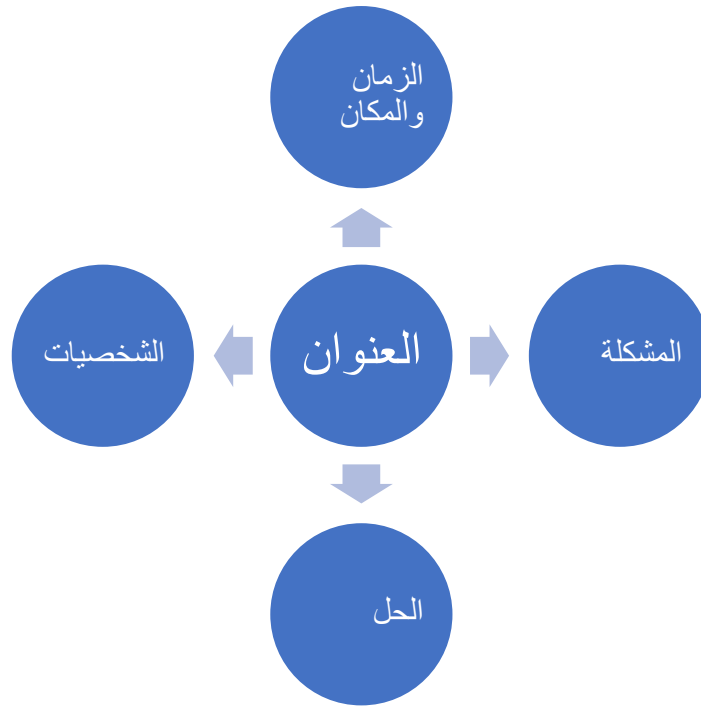 الزمان
والمكان
المشكلة
العنوان
الشخصيات
الحل